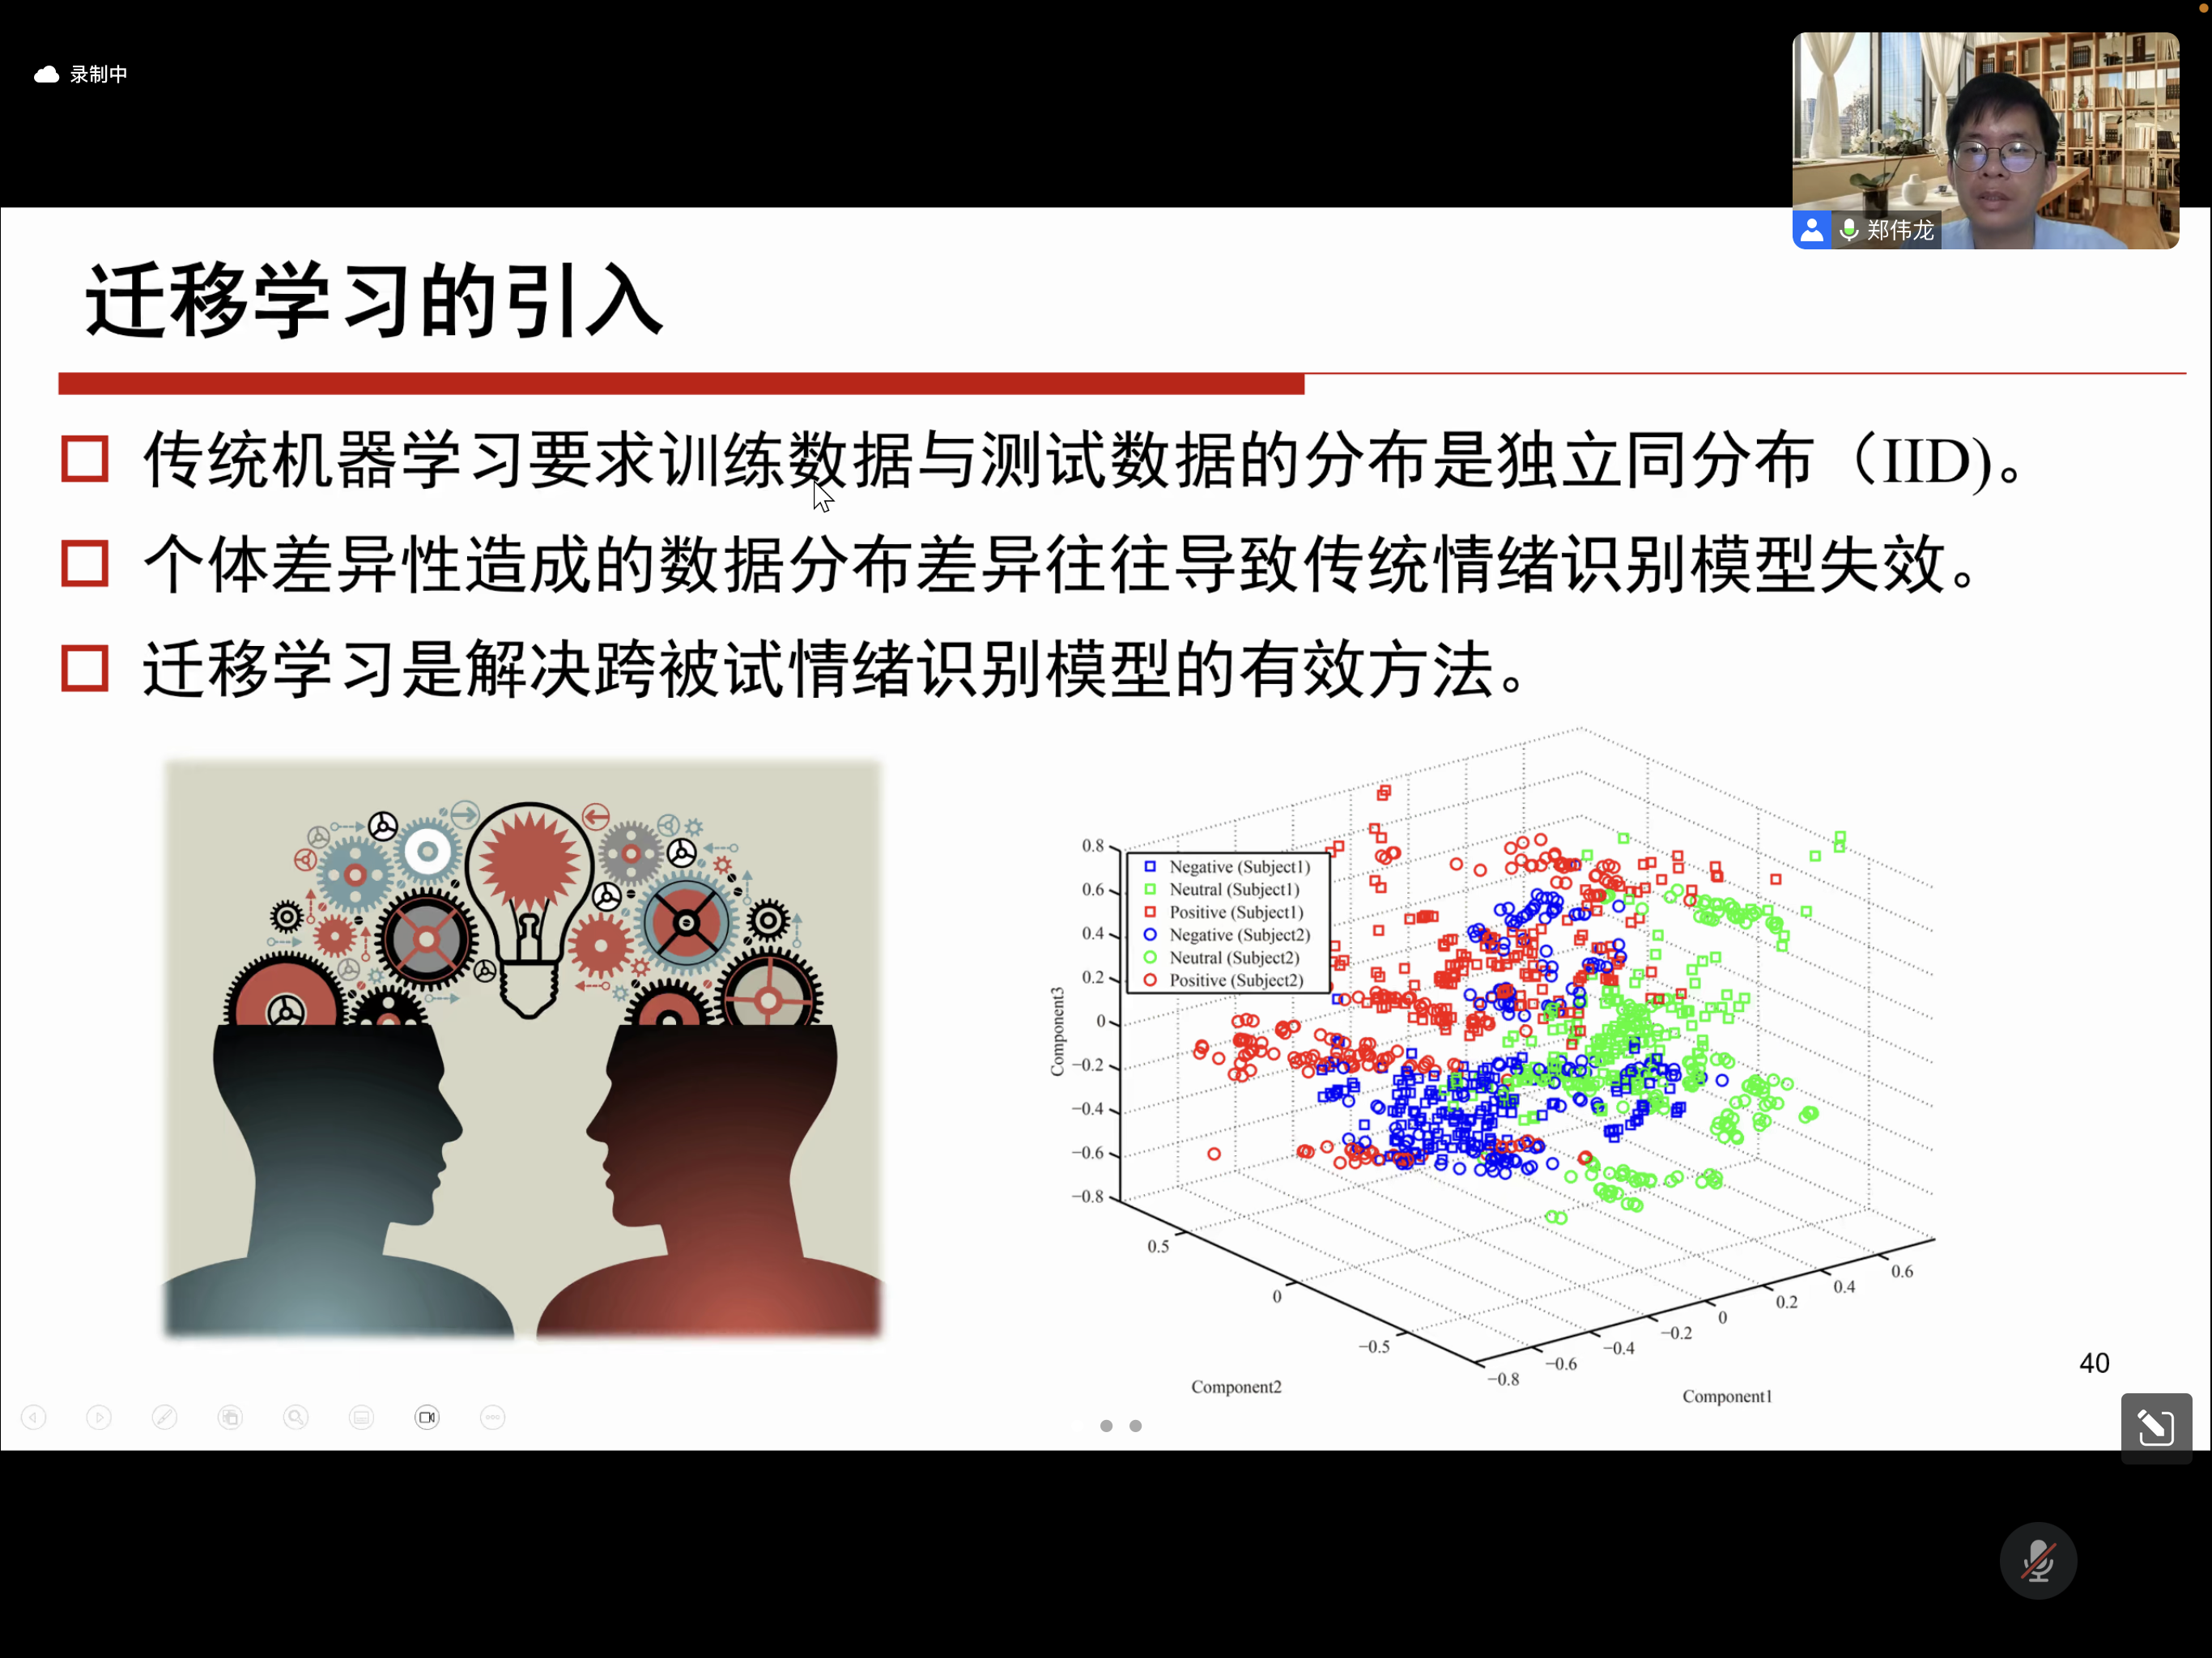 录制中
郑伟龙
迁移学习的引入
传统机器学习要求训练数据与测试数据的分布是独立同分布（IID)。
个体差异性造成的数据分布差异往往导致传统情绪识别模型失效。
迁移学习是解决跨被试情绪识别模型的有效方法。
Negative (Subject1)
Neutral (Subject1)
Positive (Subject1)
Negative (Subject2)
Neutral (Subject2)
Positive (Subject2)
Component3
0.8
0.6
0.4
0.2
0
−0.2
−0.4
−0.6
−0.8
0.5
0
−0.5
Component2
−0.8
−0.6
−0.4
−0.2
0
0.2
0.4
0.6
Component1
40